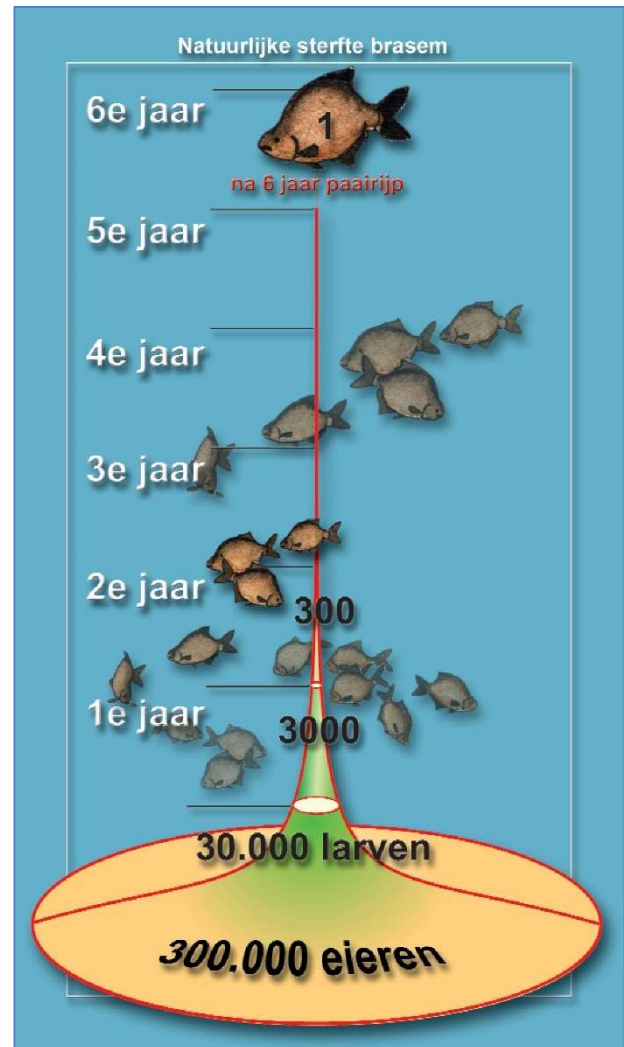 Natuurlijke sterfte brasem
6e jaar
1
na 6 jaar paairijp
5e jaar
4e jaar
3e jaar
2e jaar
300
1e jaar
3000
30.000 larven
300.000 eieren